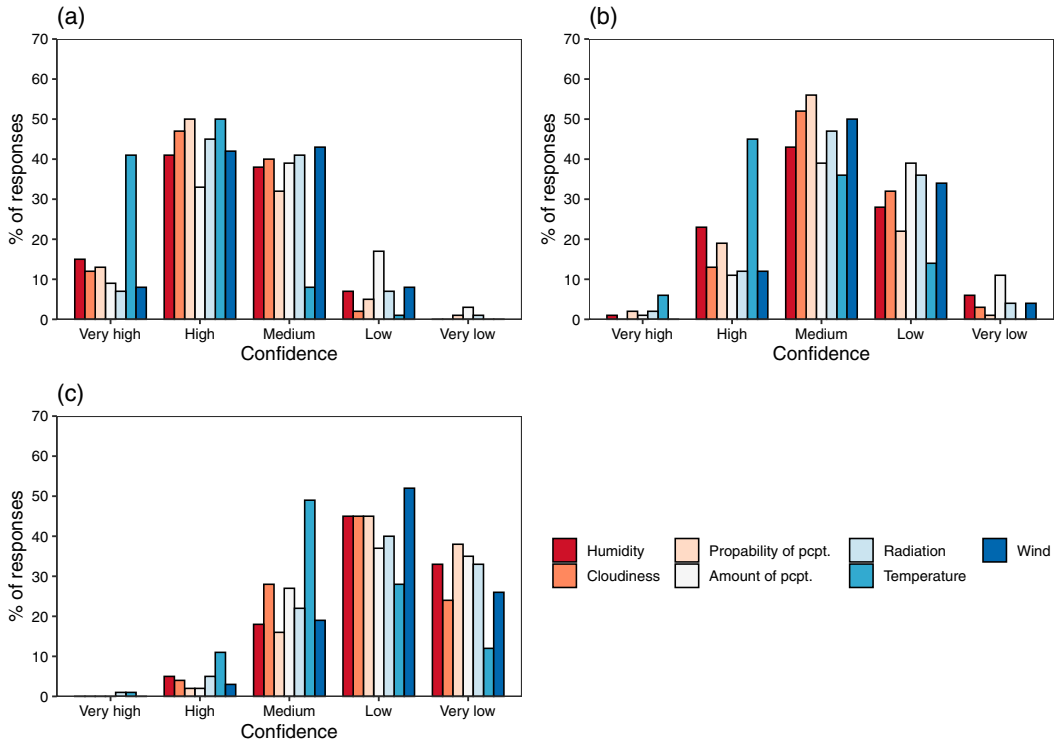 (a)
70
60
50
40
30
20
10
0
% of responses
Very high High Medium Low Very low
Confidence
(b)
70
60
50
40
30
20
10
0
% of responses
Very high High Medium Low Very low
Confidence
(c)
70
60
50
40
30
20
10
0
% of responses
Very high High Medium Low Very low
Confidence
Humidity Propability of pcpt. Radiation Wind
Cloudiness Amount of pcpt. Temperature